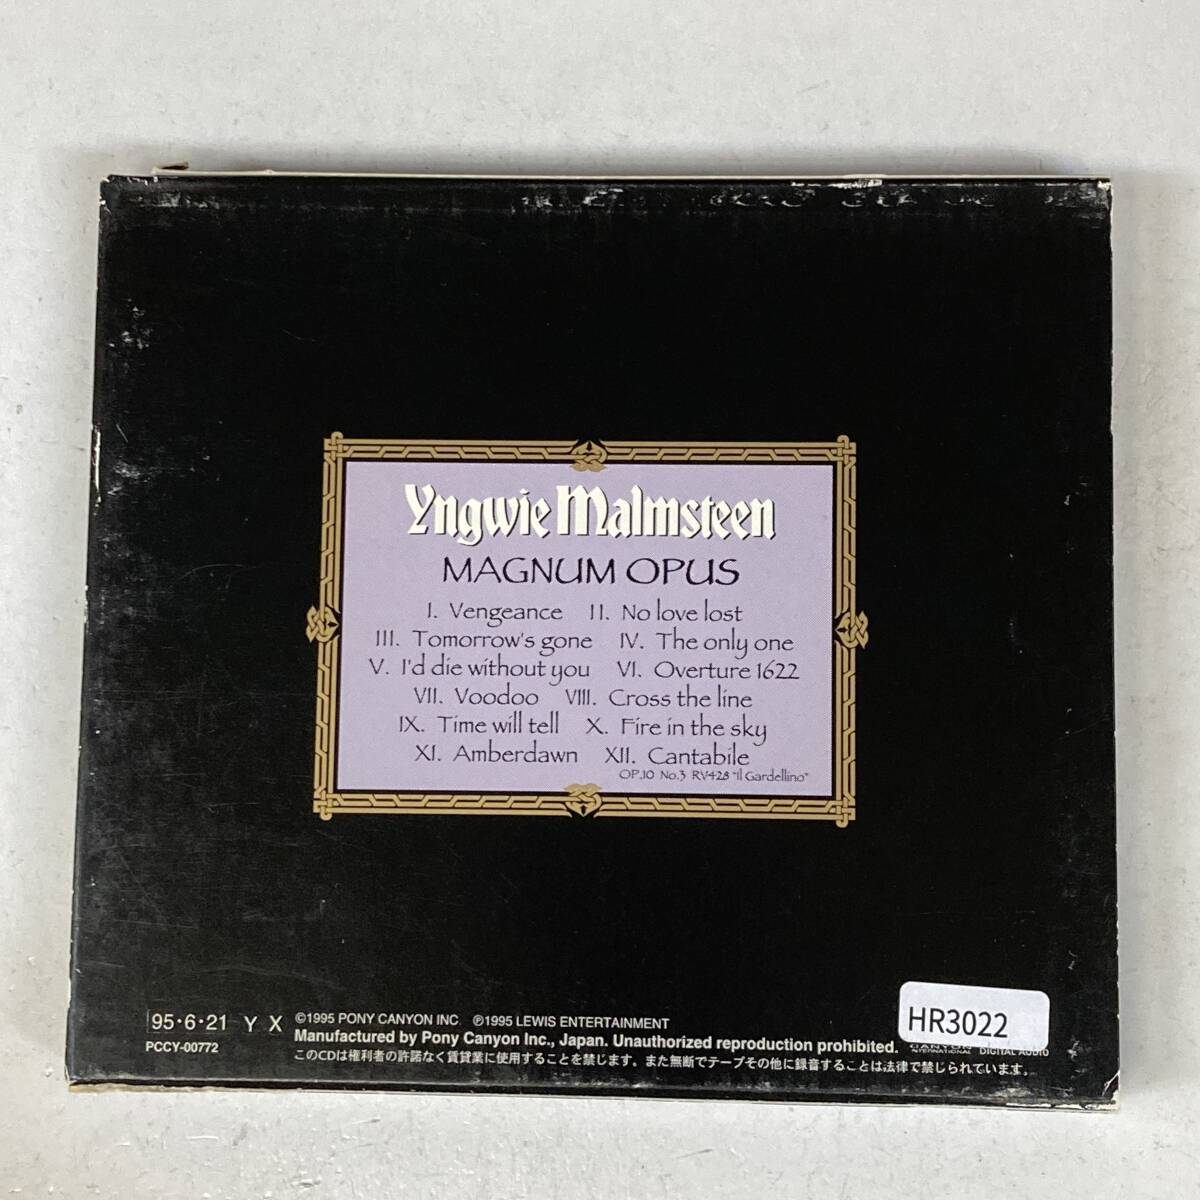 Yngwie Malmsteen
MAGNUM OPUS
I. Vengeance II. No love lost
III. Tomorrow's gone IV. The only one
V. I'd die without you VI. Overture 1622
VII. Voodoo VIII. Cross the line
IX. Time will tell X. Fire in the sky
XI. Amberdawn XII. Cantabile
OP.10 No.3 RV428 "Il Gardellino"
95・6・21 Y X ©1995 PONY CANYON INC. ℗1995 LEWIS ENTERTAINMENT
PCCY-00772 Manufactured by Pony Canyon Inc., Japan. Unauthorized reproduction prohibited.
このCDは権利者の許諾なく賃貸業に使用することを禁じます。また無断でテープその他に録音することは法律で禁じられています。
HR3022
CANYON
INTERNATIONAL DIGITAL AUDIO